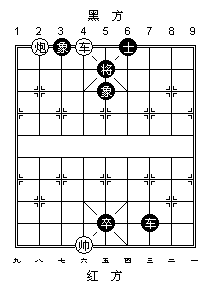 黑 方
1 2 3 4 5 6 7 8 9
炮 象 车 士
将
象
卒 车
帅
九 八 七 六 五 四 三 二 一
红 方